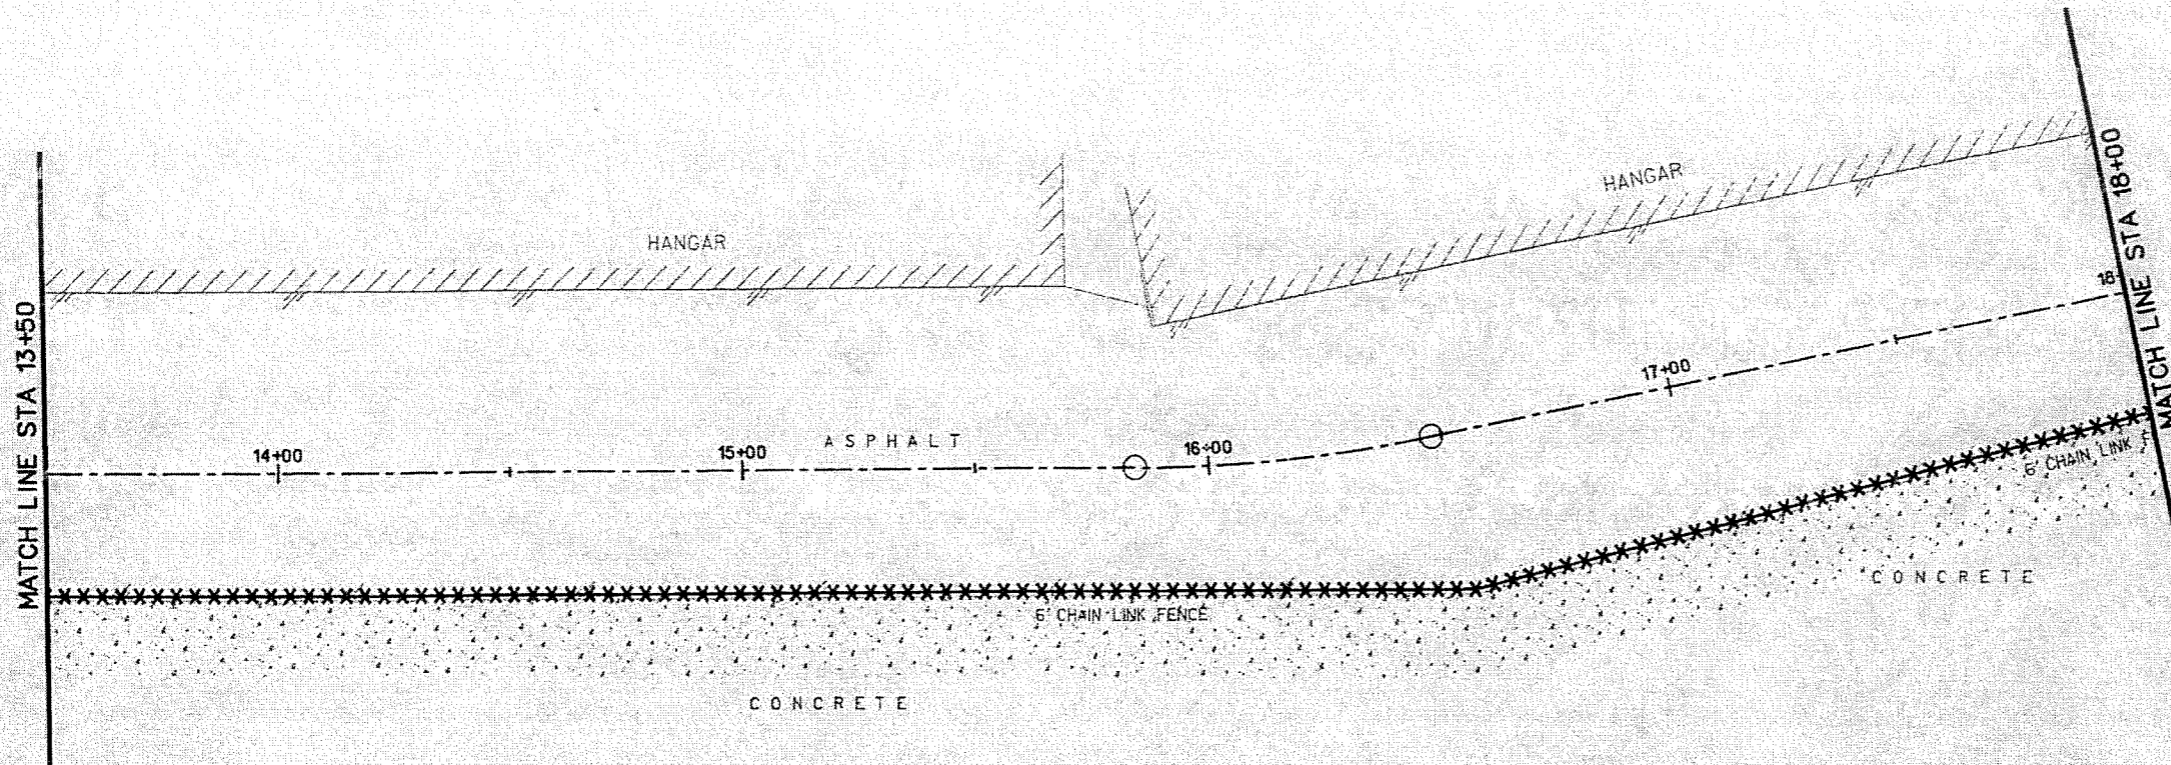 MATCH LINE STA 13+50
HANGAR
HANGAR
MATCH LINE STA 18+00
14+00
15+00
ASPHALT
16+00
17+00
18
6' CHAIN LINK FENCE
6' CHAIN LINK F
CONCRETE
CONCRETE